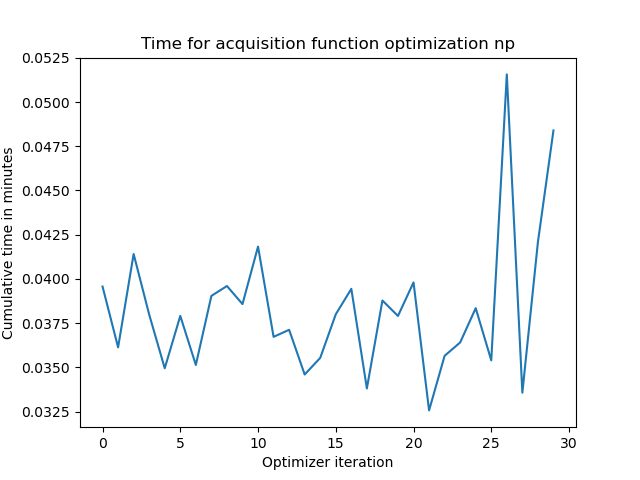 Time for acquisition function optimization np
Cumulative time in minutes
0.0525
0.0500
0.0475
0.0450
0.0425
0.0400
0.0375
0.0350
0.0325
0 5 10 15 20 25 30
Optimizer iteration